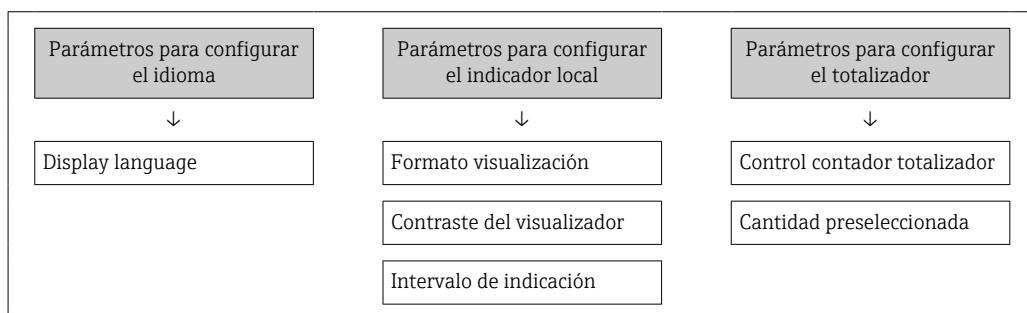 Parámetros para configurar
el idioma
↓
Display language
Parámetros para configurar
el indicador local
↓
Formato visualización
Contraste del visualizador
Intervalo de indicación
Parámetros para configurar
el totalizador
↓
Control contador totalizador
Cantidad preseleccionada